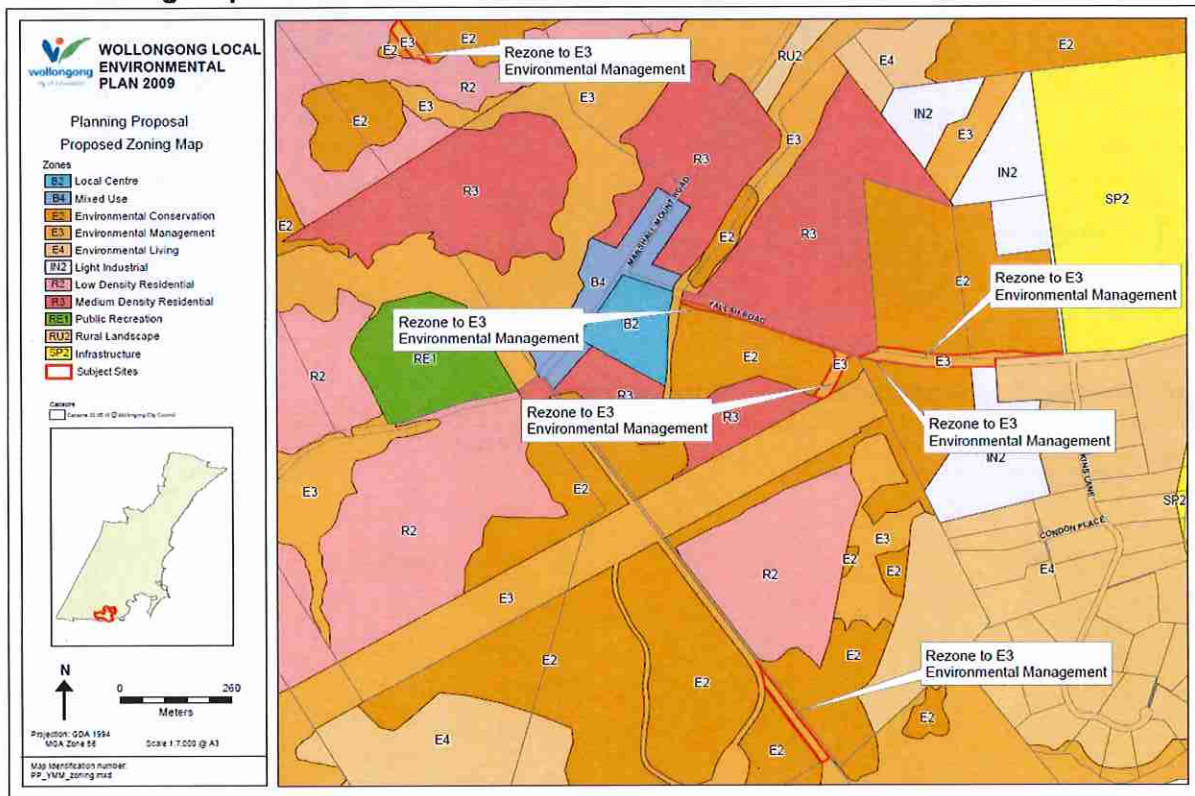 WOLLONGONG LOCAL
ENVIRONMENTAL
PLAN 2009
wollongong
Planning Proposal
Proposed Zoning Map
Zones
B2 Local Centre
B4 Mixed Use
E2 Environmental Conservation
E3 Environmental Management
E4 Environmental Living
IN2 Light Industrial
R2 Low Density Residential
R3 Medium Density Residential
RE1 Public Recreation
RU2 Rural Landscape
SP2 Infrastructure
Subject Sites
Cadastre
N
0 260
Meters
Projection: GDA 1994
MGA Zone 56
Scale 1:7,000 @ A3
Map identification number:
PP_YMM_zoning.mxd
E3
E2
E2
Rezone to E3
Environmental Management
RU2
E4
E2
R2
E3
E3
E2
IN2
E3
E3
IN2
R3
R3
SP2
MARSHALL MOUNT ROAD
E2
R3
E2
E2
B4
Rezone to E3
Environmental Management
YALLAH ROAD
B2
Rezone to E3
Environmental Management
RE1
E2
E3
E3
R2
R3
R3
Rezone to E3
Environmental Management
Rezone to E3
Environmental Management
IN2
KINS LANE
E2
SP2
E3
R2
CONDON PLACE
E3
R2
E2
E2
E4
E3
E2
E2
E2
Rezone to E3
Environmental Management
E2
E4
E2